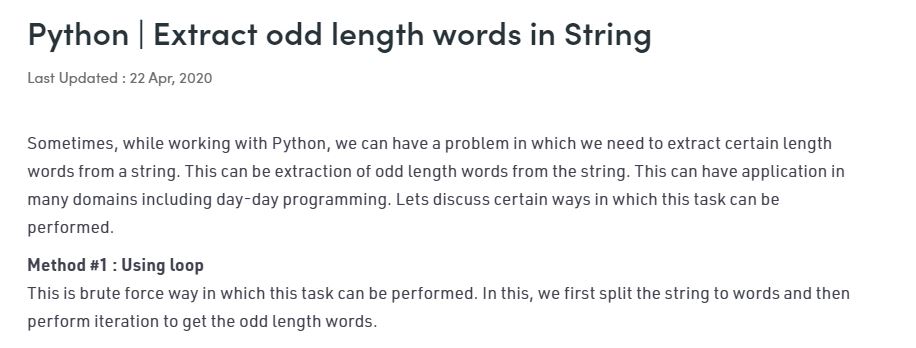 Python | Extract odd length words in String
Last Updated : 22 Apr, 2020
Sometimes, while working with Python, we can have a problem in which we need to extract certain length
words from a string. This can be extraction of odd length words from the string. This can have application in
many domains including day-day programming. Lets discuss certain ways in which this task can be
performed.
Method #1 : Using loop
This is brute force way in which this task can be performed. In this, we first split the string to words and then
perform iteration to get the odd length words.